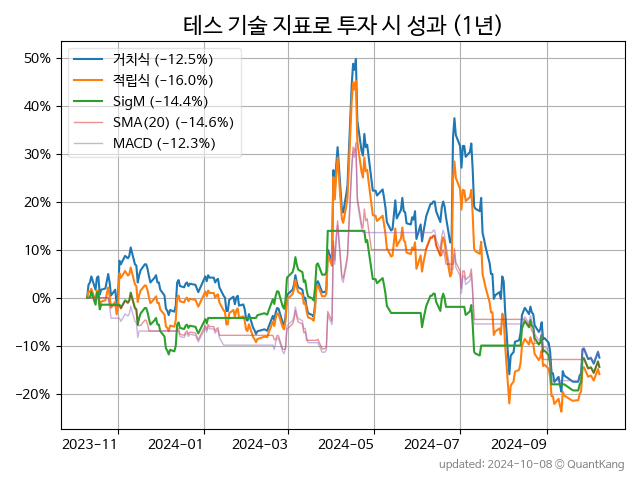 테스 기술 지표로 투자 시 성과 (1년)
거치식 (−12.5%)
적립식 (−16.0%)
SigM (−14.4%)
SMA(20) (−14.6%)
MACD (−12.3%)
50%
40%
30%
20%
10%
0%
−10%
−20%
2023-11 2024-01 2024-03 2024-05 2024-07 2024-09
updated: 2024-10-08 © QuantKang